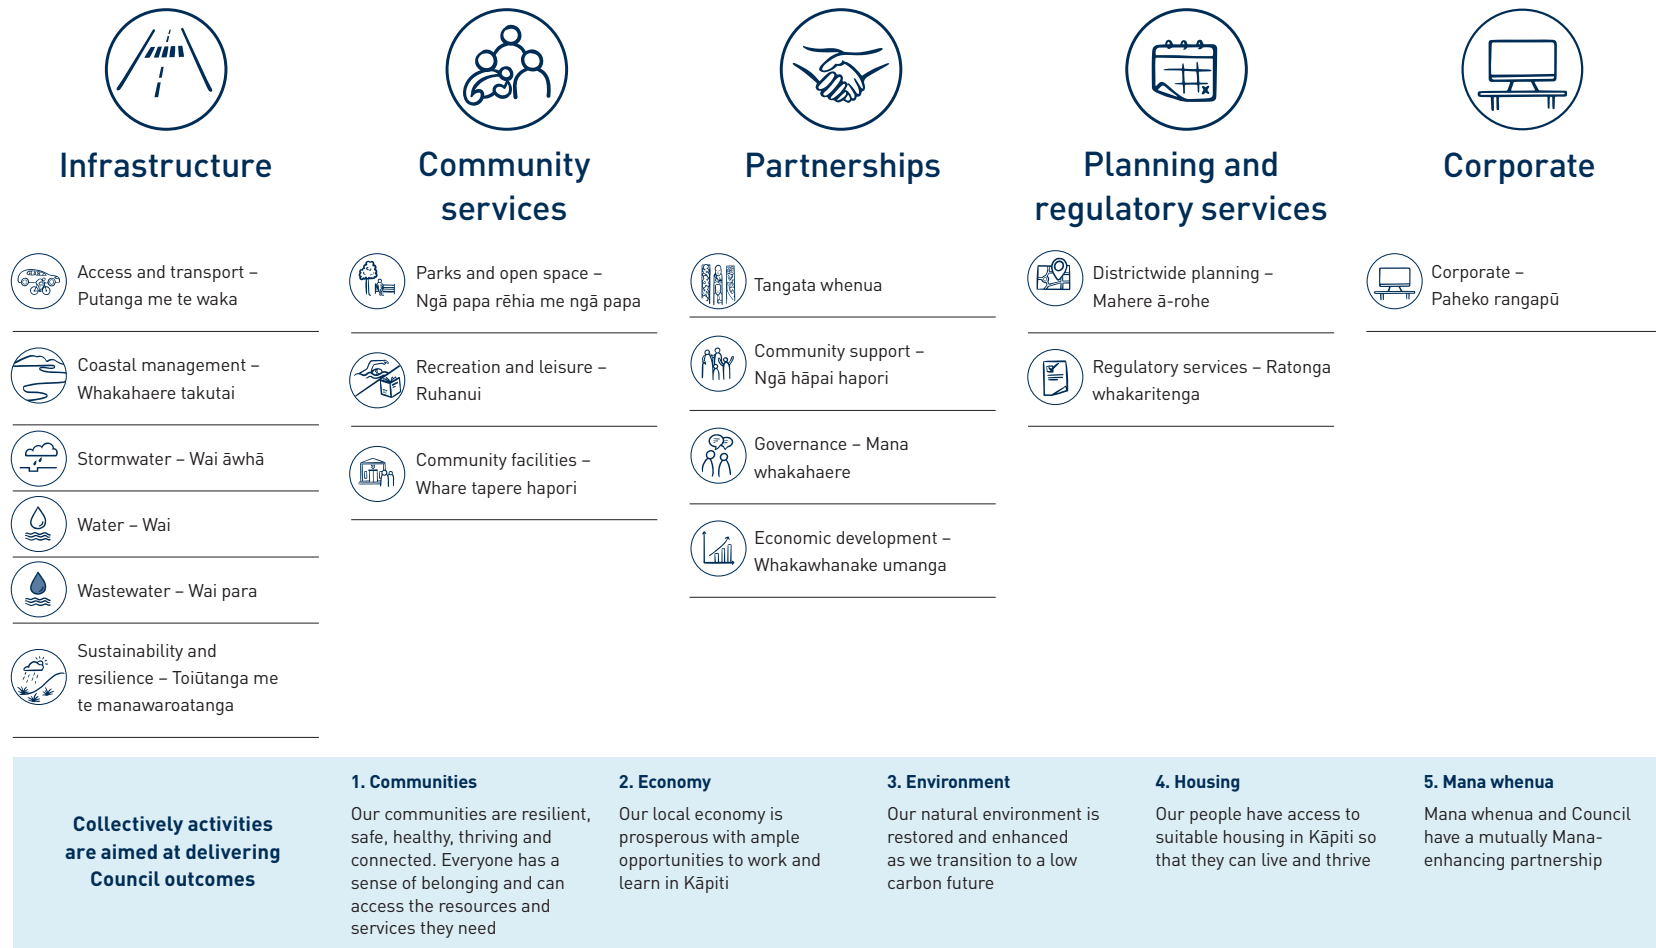 Infrastructure
Access and transport –
Putanga me te waka
Coastal management –
Whakahaere takutai
Stormwater – Wai āwhā
Water – Wai
Wastewater – Wai para
Sustainability and
resilience – Toiūtanga me
te manawaroatanga
Community
services
Parks and open space –
Ngā papa rēhia me ngā papa
Recreation and leisure –
Ruhanui
Community facilities –
Whare tapere hapori
Partnerships
Tangata whenua
Community support –
Ngā hāpai hapori
Governance – Mana
whakahaere
Economic development –
Whakawhanake umanga
Planning and
regulatory services
Districtwide planning –
Mahere ā-rohe
Regulatory services – Ratonga
whakaritenga
Corporate
Corporate –
Paheko rangapū
Collectively activities
are aimed at delivering
Council outcomes
1. Communities
Our communities are resilient,
safe, healthy, thriving and
connected. Everyone has a
sense of belonging and can
access the resources and
services they need
2. Economy
Our local economy is
prosperous with ample
opportunities to work and
learn in Kāpiti
3. Environment
Our natural environment is
restored and enhanced
as we transition to a low
carbon future
4. Housing
Our people have access to
suitable housing in Kāpiti so
that they can live and thrive
5. Mana whenua
Mana whenua and Council
have a mutually Mana-
enhancing partnership